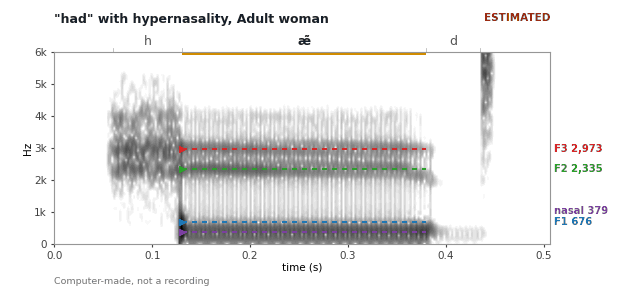 "had" with hypernasality, Adult woman
ESTIMATED
h æ̃ d
6k
5k
4k
3k
2k
1k
0
Hz
F3 2,973
F2 2,335
nasal 379
F1 676
0.0 0.1 0.2 0.3 0.4 0.5
time (s)
Computer-made, not a recording